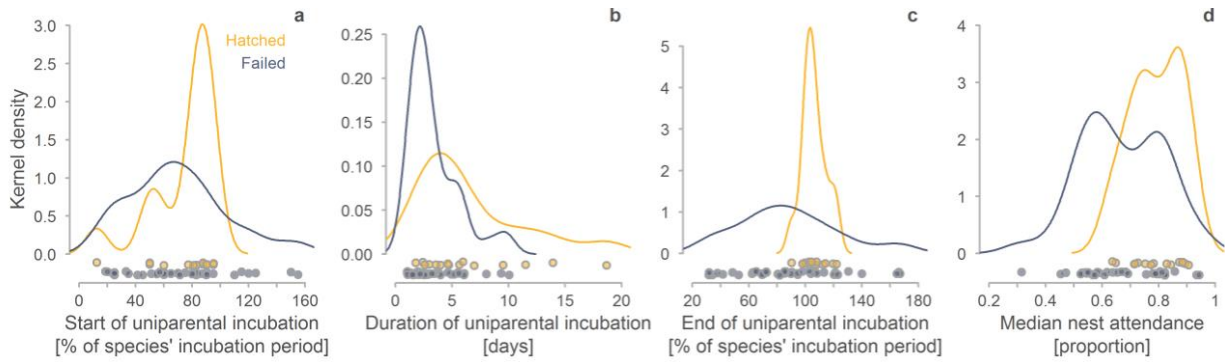 a
b
c
d
Kernel density
3.0
2.5
2.0
1.5
1.0
0.5
0.0
Hatched
Failed
0 40 80 120 160
Start of uniparental incubation
[% of species' incubation period]
0.25
0.20
0.15
0.10
0.05
0.00
0 5 10 15 20
Duration of uniparental incubation
[days]
5
4
3
2
1
0
20 60 100 140 180
End of uniparental incubation
[% of species' incubation period]
4
3
2
1
0
0.2 0.4 0.6 0.8 1
Median nest attendance
[proportion]